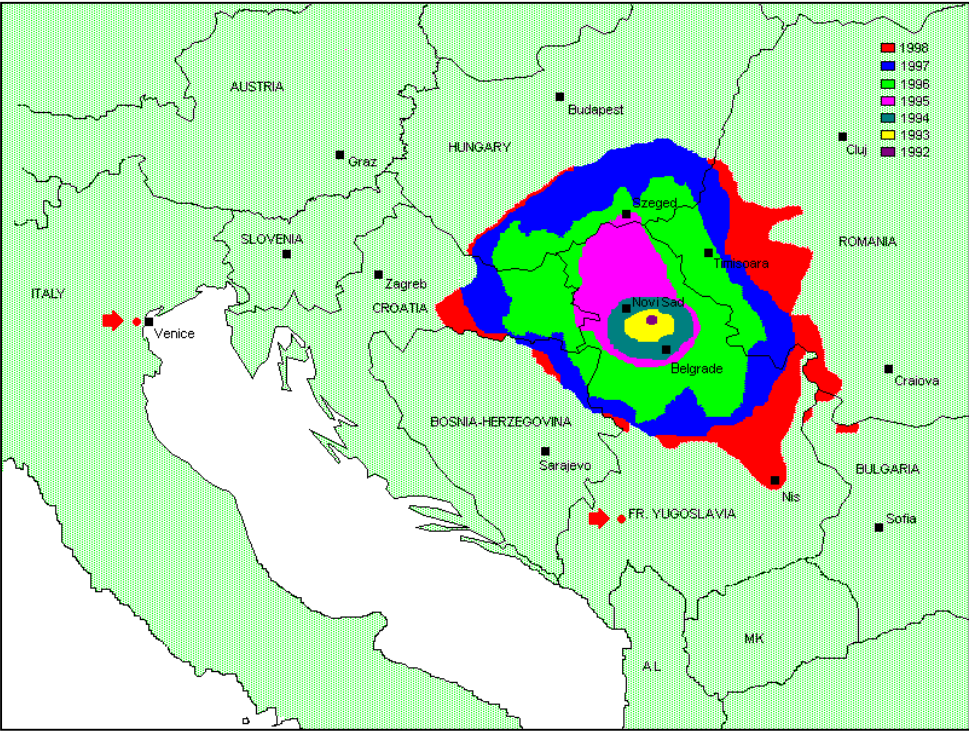 1998
1997
1996
1995
1994
1993
1992
AUSTRIA
Budapest
HUNGARY
Graz
Cluj
Szeged
SLOVENIA
ROMANIA
Timisoara
Zagreb
ITALY
CROATIA
Novi Sad
Venice
Belgrade
Craiova
BOSNIA-HERZEGOVINA
Sarajevo
BULGARIA
Nis
FR. YUGOSLAVIA
Sofia
MK
AL